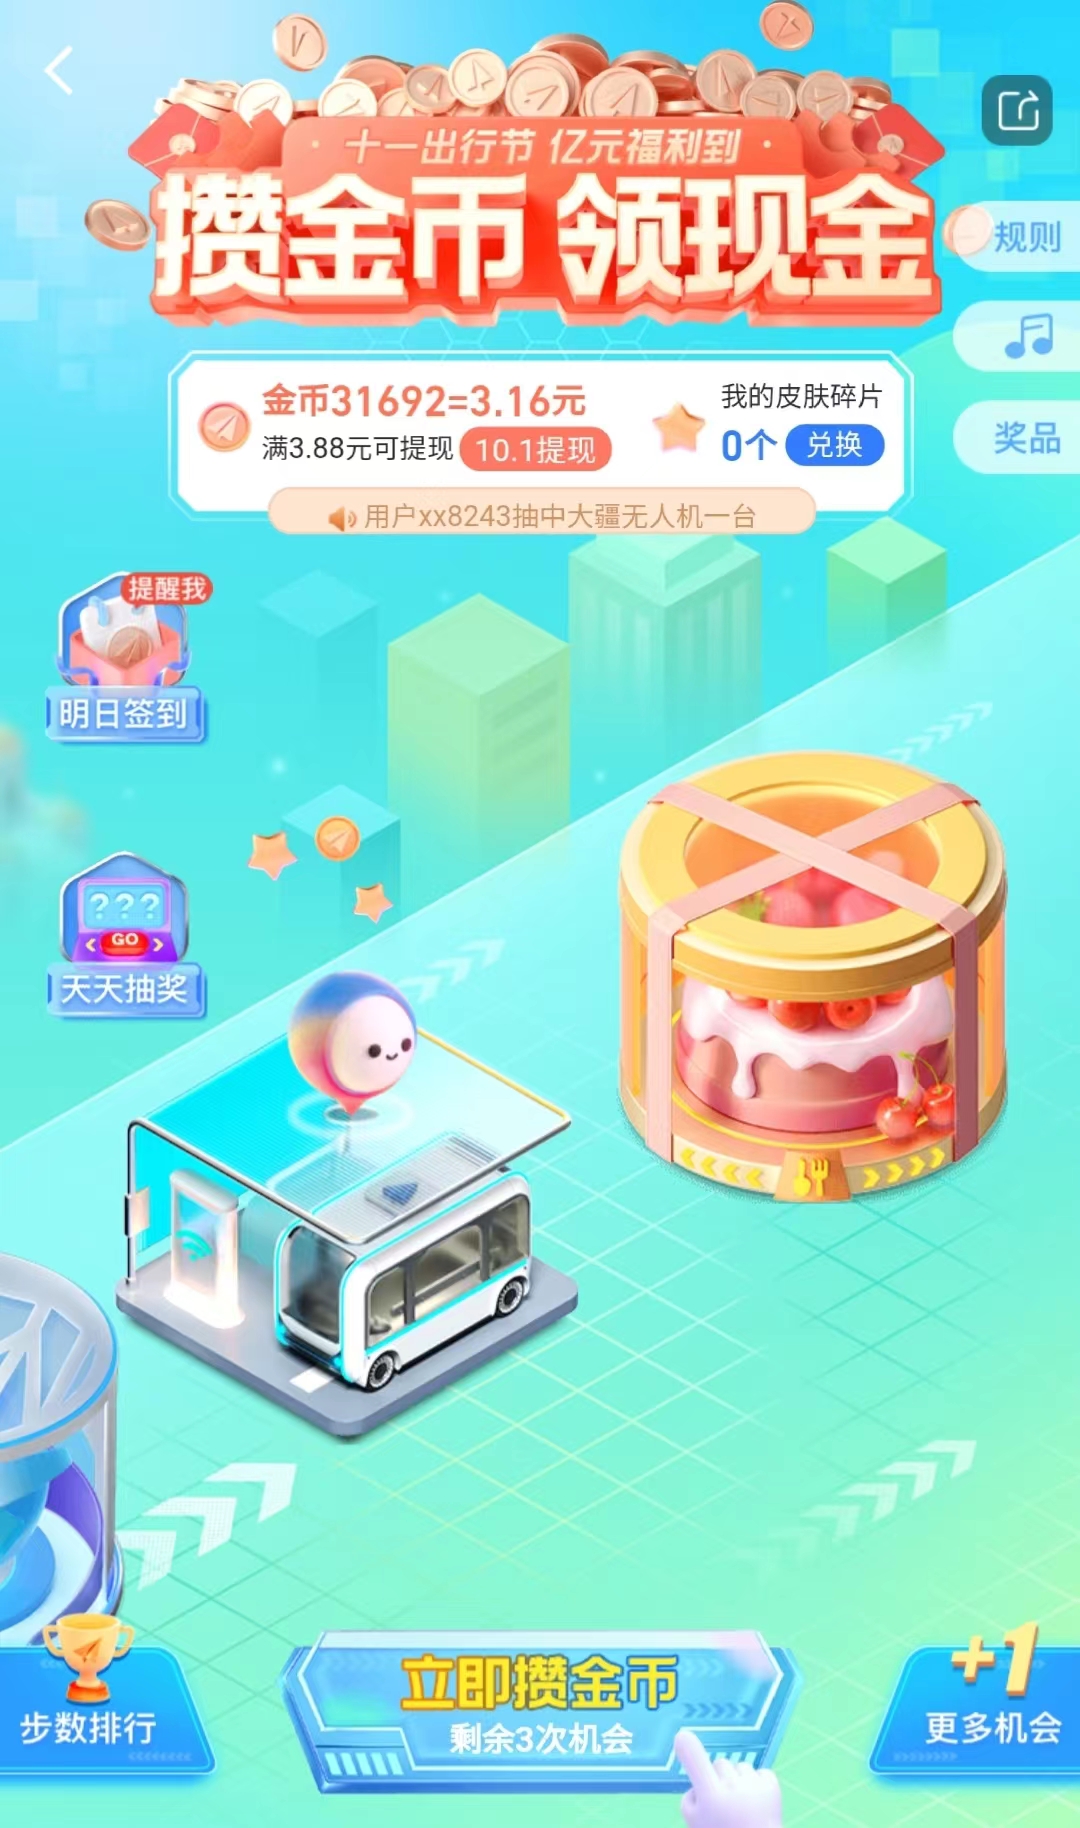 十一出行节 亿元福利到
攒金币 领现金
规则
金币31692=3.16元
满3.88元可提现 10.1提现
我的皮肤碎片
0个 兑换
奖品
用户xx8243抽中大疆无人机一台
提醒我
明日签到
???
GO
天天抽奖
立即攒金币
剩余3次机会
步数排行
+1
更多机会